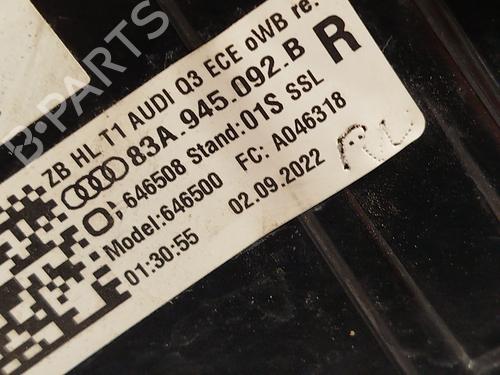 B-PARTS
ZB HL T1 AUDI Q3 ECE oWB re.
83A.945.092.B R
646508 Stand: 01S SSL
Model:646500 FC: A046318
01:30:55 02.09.2022